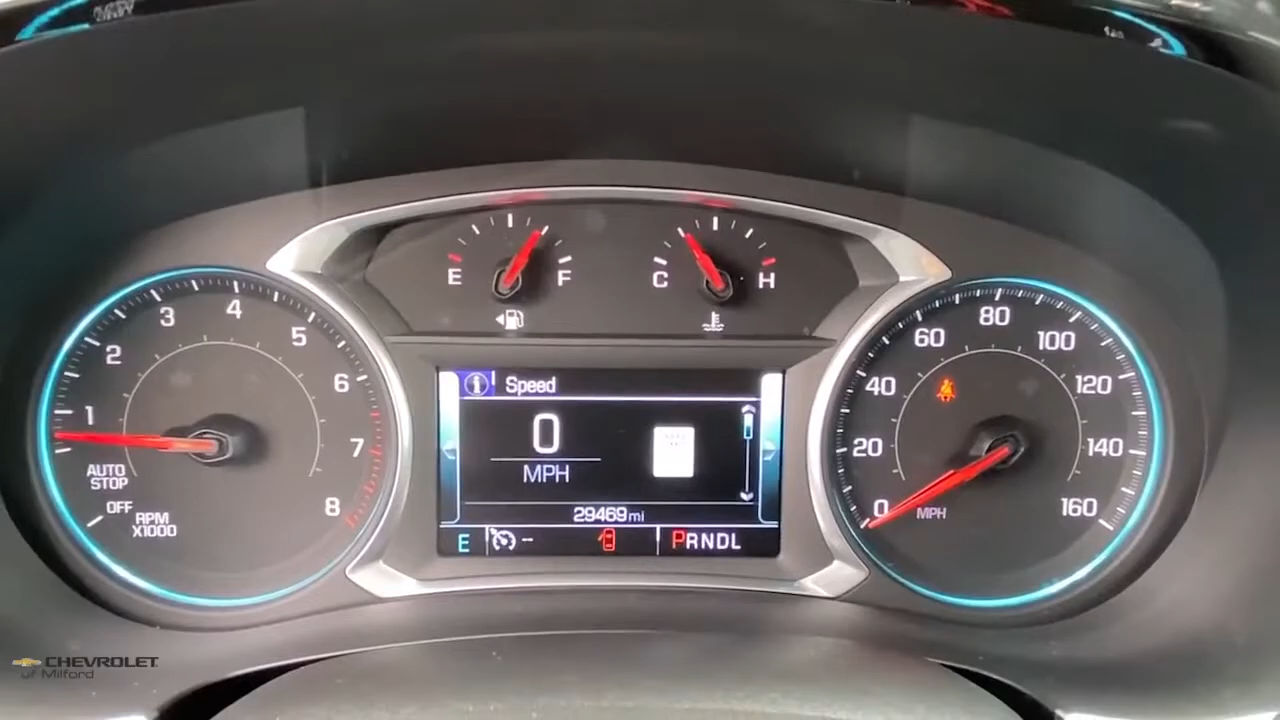 E F
C H
1
2
3
4
5
6
7
8
AUTO
STOP
OFF
RPM
X1000
Speed
0
MPH
29469 mi
E -- PRNDL
0
20
40
60
80
100
120
140
160
MPH
CHEVROLET
of Milford